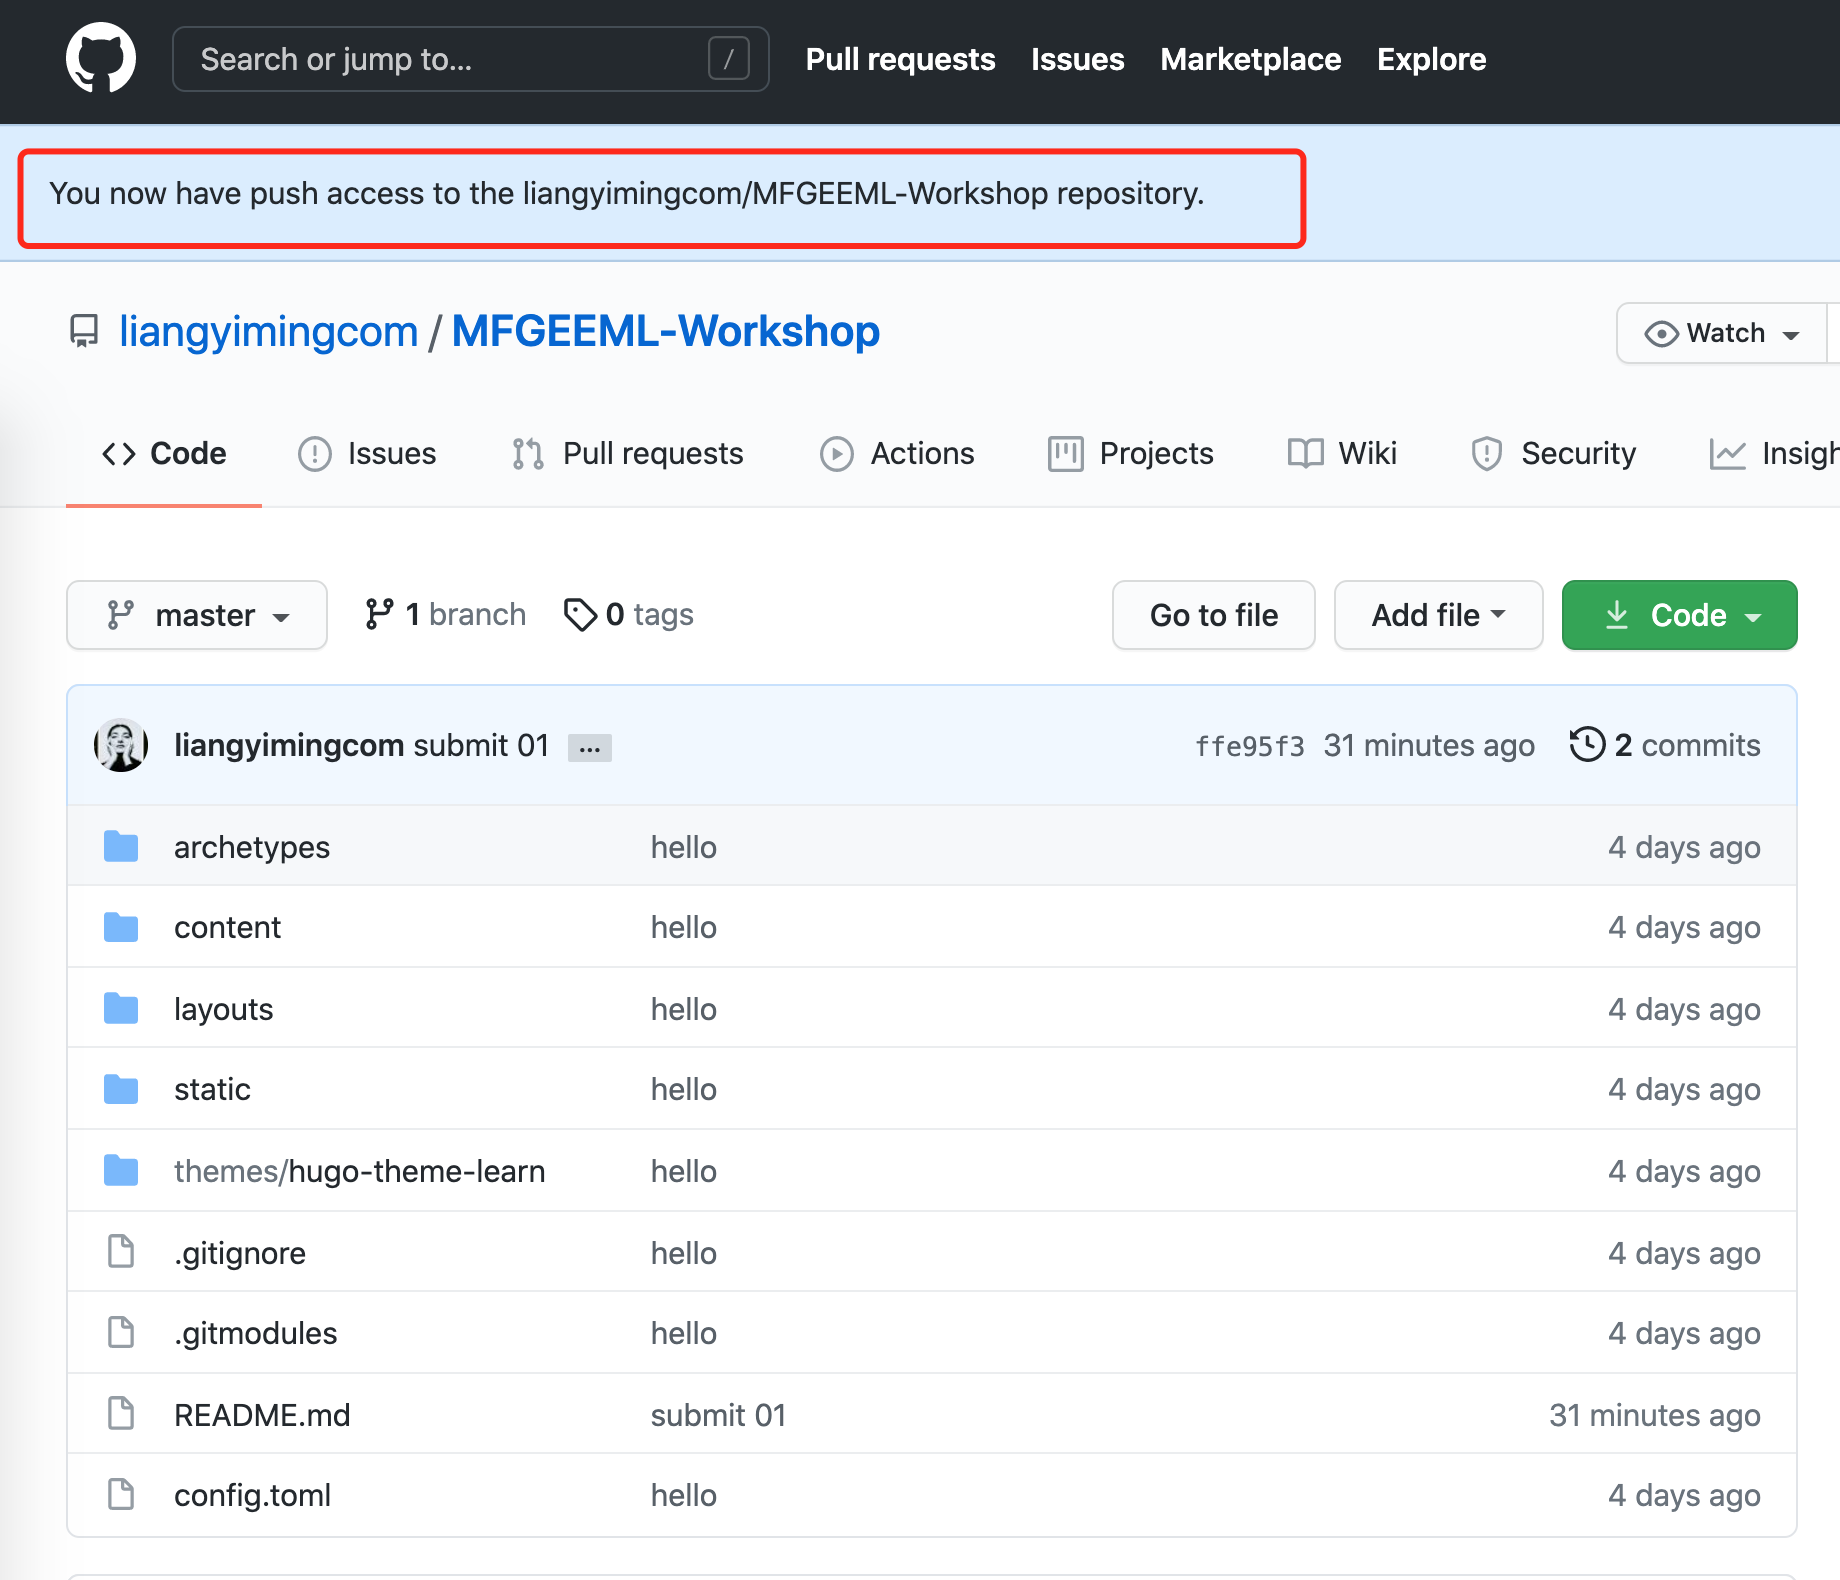 Search or jump to... /
Pull requests Issues Marketplace Explore
You now have push access to the liangyimingcom/MFGEEML-Workshop repository.
liangyimingcom / MFGEEML-Workshop
Watch
Code Issues Pull requests Actions Projects Wiki Security Insigh
master 1 branch 0 tags Go to file Add file Code
liangyimingcom submit 01 ... ffe95f3 31 minutes ago 2 commits
archetypes hello 4 days ago
content hello 4 days ago
layouts hello 4 days ago
static hello 4 days ago
themes/hugo-theme-learn hello 4 days ago
.gitignore hello 4 days ago
.gitmodules hello 4 days ago
README.md submit 01 31 minutes ago
config.toml hello 4 days ago